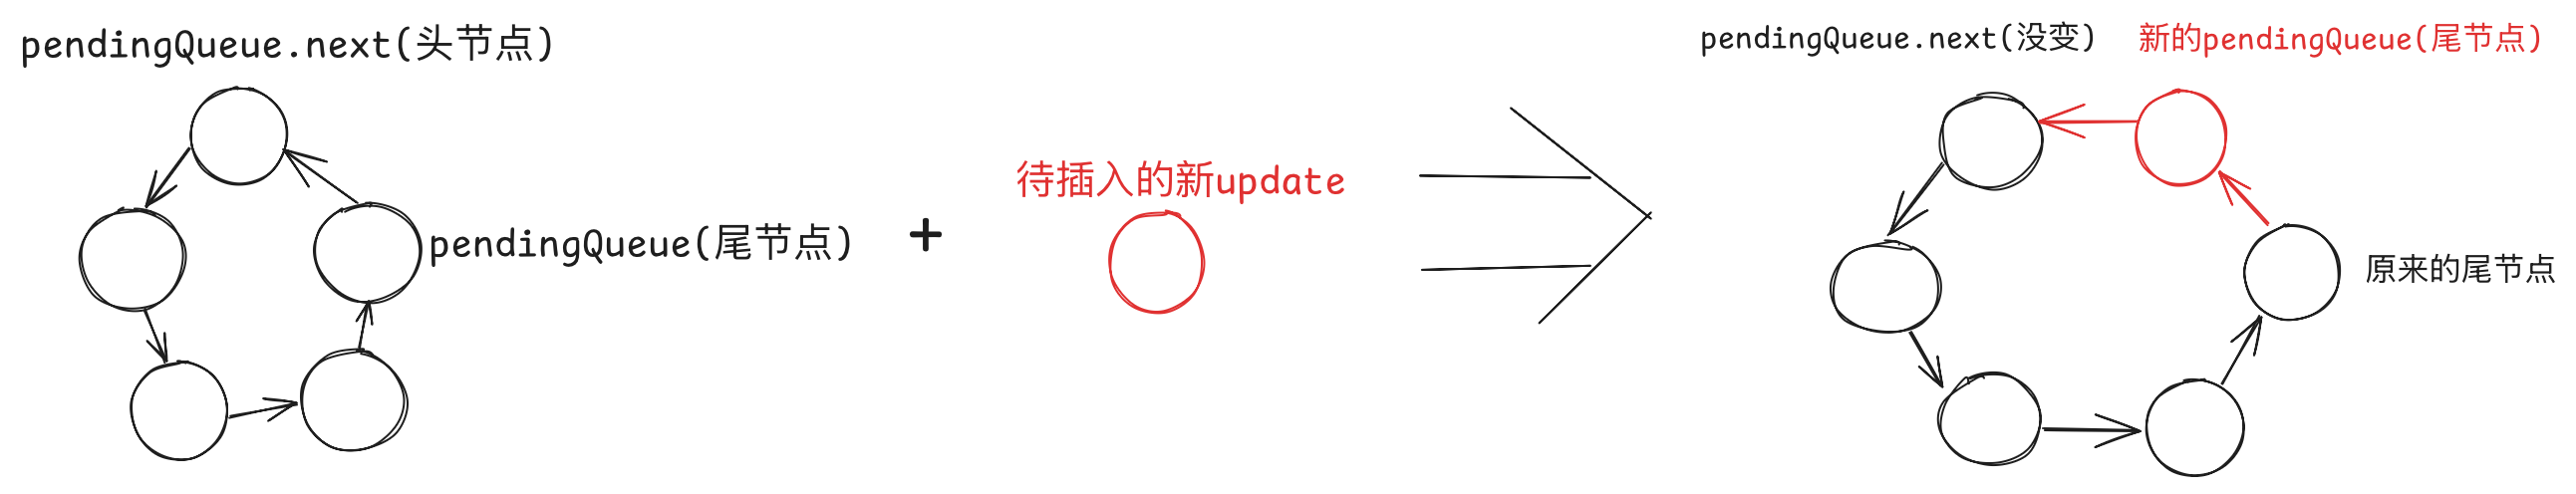 pendingQueue.next(头节点)
pendingQueue(尾节点)
+
待插入的新update
pendingQueue.next(没变)
新的pendingQueue(尾节点)
原来的尾节点